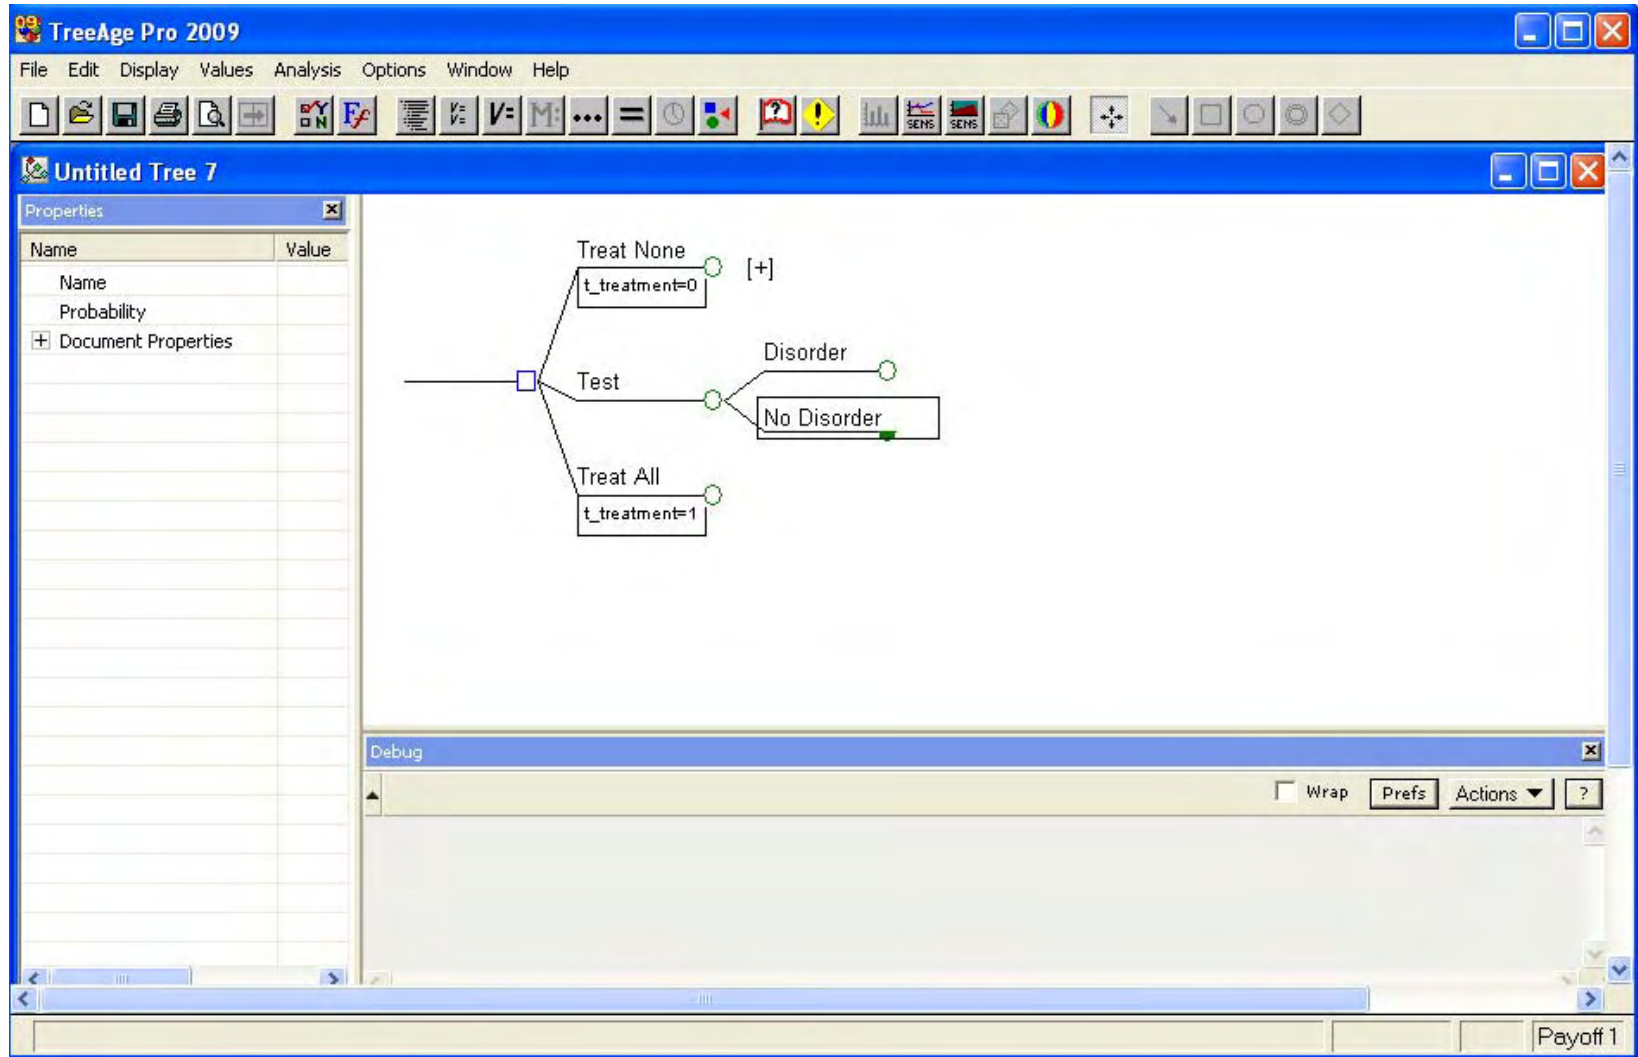 TreeAge Pro 2009
File Edit Display Values Analysis Options Window Help
Untitled Tree 7
Properties
Name Value
Name
Probability
Document Properties
Treat None
t_treatment=0
[+]
Disorder
Test
No Disorder
Treat All
t_treatment=1
Debug
Wrap Prefs Actions ?
Payoff 1